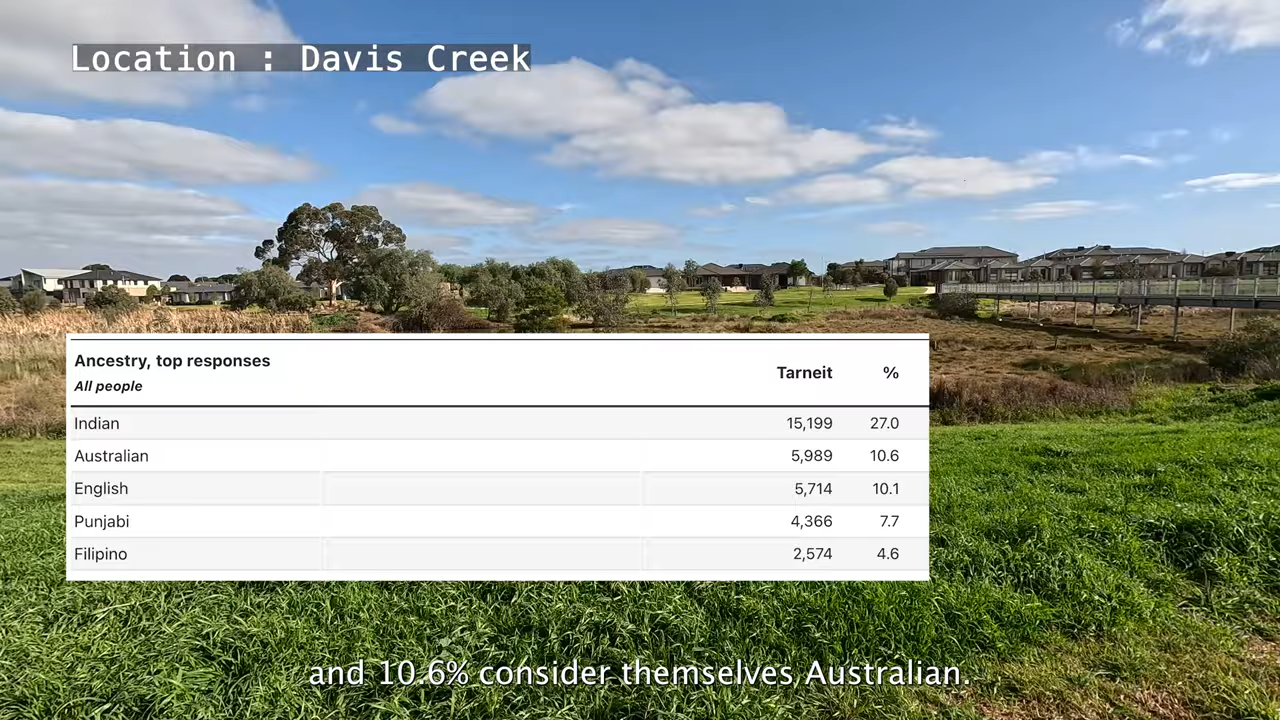 Location : Davis Creek
Ancestry, top responses
All people
Tarneit %
Indian 15,199 27.0
Australian 5,989 10.6
English 5,714 10.1
Punjabi 4,366 7.7
Filipino 2,574 4.6
and 10.6% consider themselves Australian.